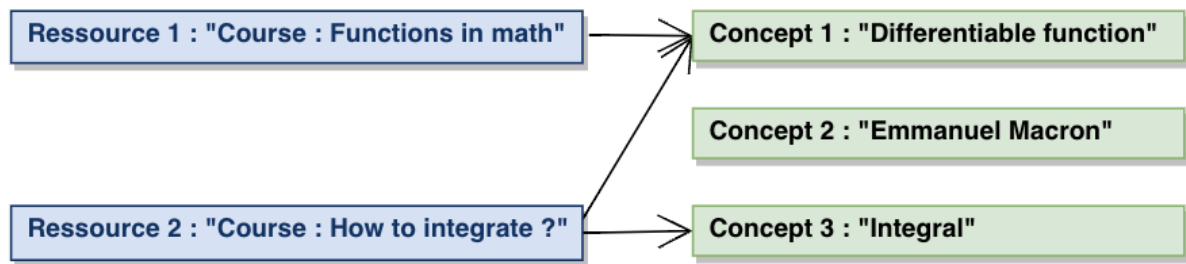 Ressource 1 : "Course : Functions in math"
Concept 1 : "Differentiable function"
Concept 2 : "Emmanuel Macron"
Ressource 2 : "Course : How to integrate ?"
Concept 3 : "Integral"